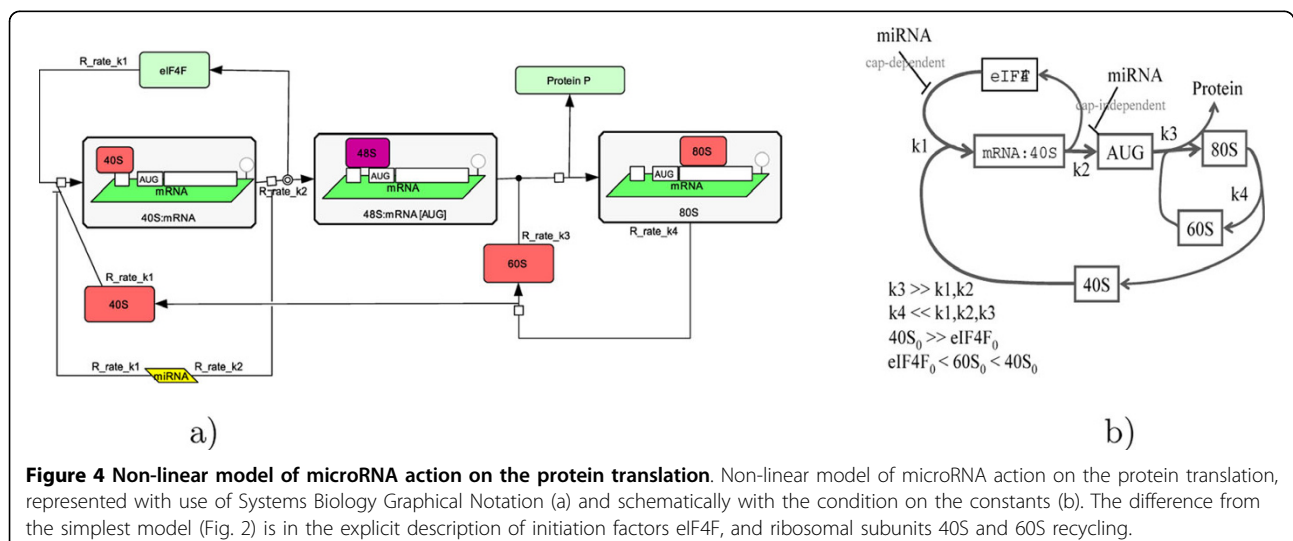 R_rate_k1
eIF4F
Protein P
40S
AUG
mRNA
40S:mRNA
R_rate_k2
48S
AUG
mRNA
48S:mRNA [AUG]
80S
AUG
mRNA
80S
R_rate_k3
R_rate_k4
60S
R_rate_k1
40S
R_rate_k1
miRNA
R_rate_k2
a)
miRNA
cap-dependent
miRNA
cap-independent
Protein
k1
mRNA:40S
k2
AUG
k3
80S
k4
60S
40S
k3 >> k1,k2
k4 << k1,k2,k3
40S₀ >> eIF4F₀
eIF4F₀ < 60S₀ < 40S₀
b)
Figure 4 Non-linear model of microRNA action on the protein translation. Non-linear model of microRNA action on the protein translation,
represented with use of Systems Biology Graphical Notation (a) and schematically with the condition on the constants (b). The difference from
the simplest model (Fig. 2) is in the explicit description of initiation factors eIF4F, and ribosomal subunits 40S and 60S recycling.